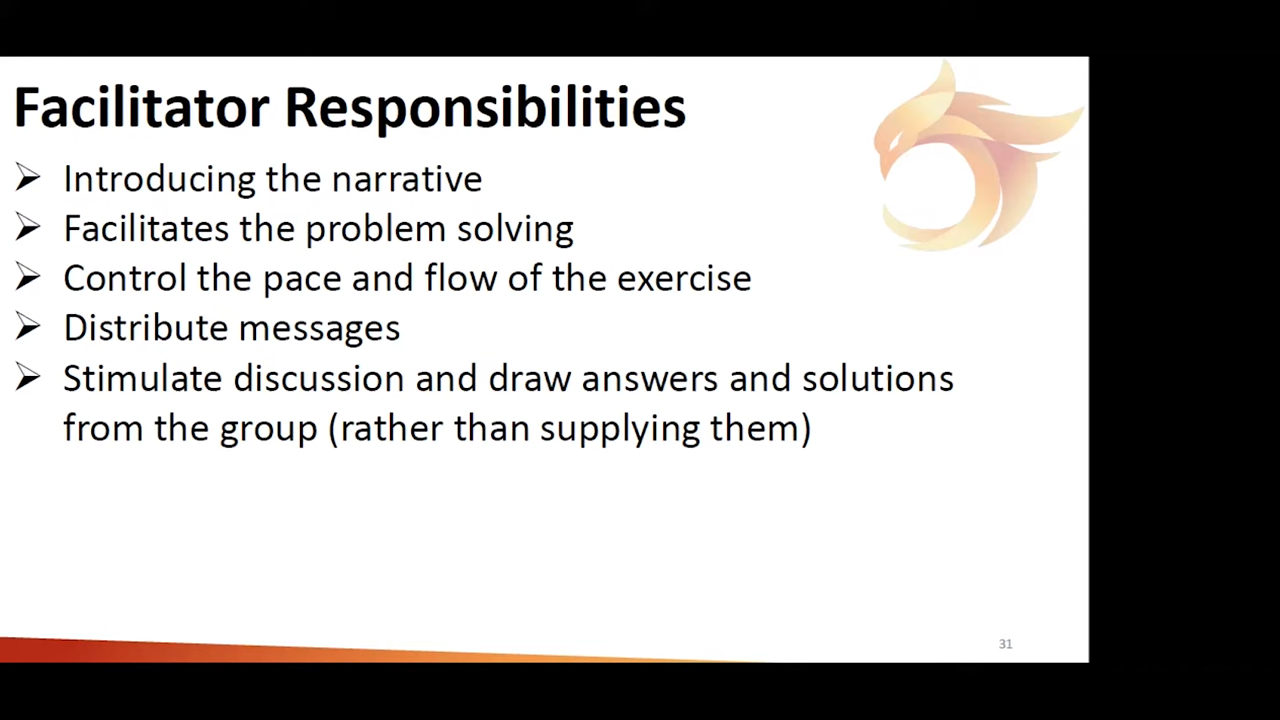 Facilitator Responsibilities
➢ Introducing the narrative
➢ Facilitates the problem solving
➢ Control the pace and flow of the exercise
➢ Distribute messages
➢ Stimulate discussion and draw answers and solutions
from the group (rather than supplying them)
31